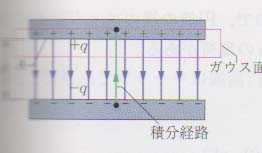 + + + + + + + + +
+q
ガウス面
−q
− − − − − − − − −
積分経路